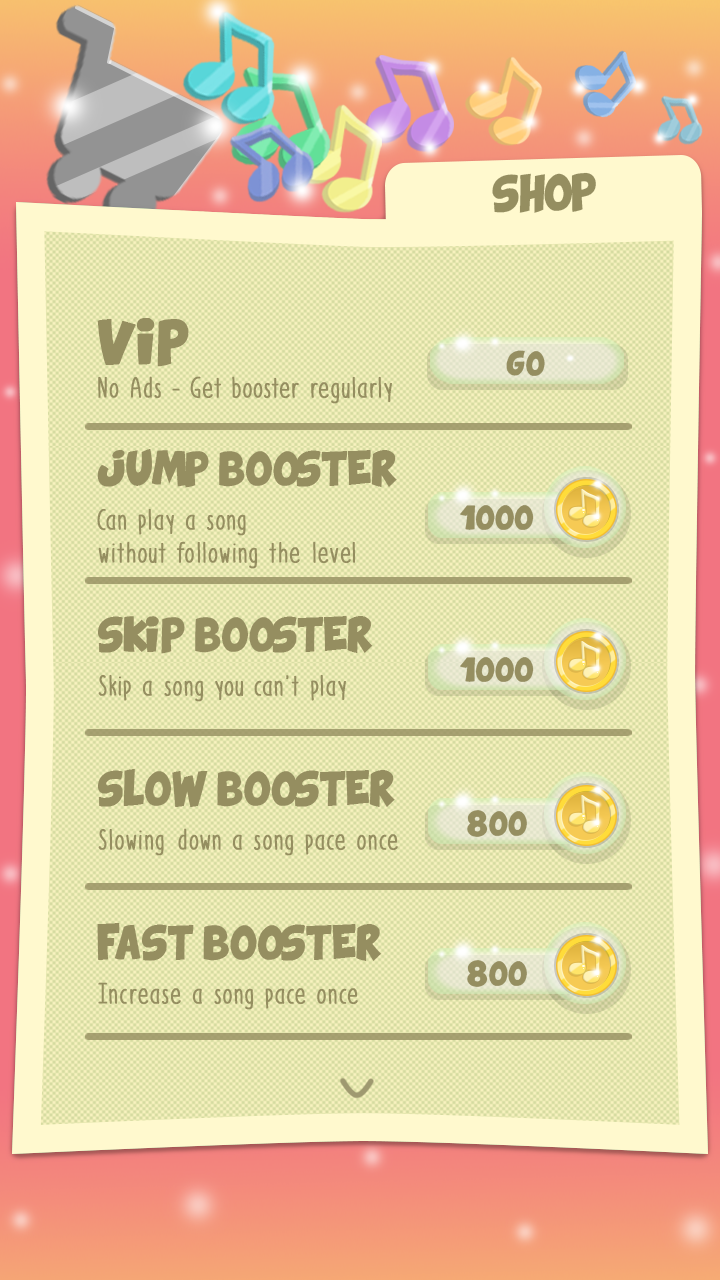 SHOP
ViP
No Ads - Get booster regularly
GO
JUMP BOOSTER
Can play a song
without following the level
1000
SKiP BOOSTER
Skip a song you can't play
1000
SLOW BOOSTER
Slowing down a song pace once
800
FAST BOOSTER
Increase a song pace once
800